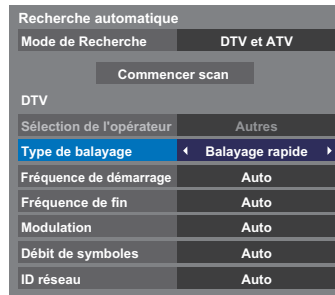 Recherche automatique
Mode de Recherche DTV et ATV
Commencer scan
DTV
Sélection de l'opérateur Autres
Type de balayage Balayage rapide
Fréquence de démarrage Auto
Fréquence de fin Auto
Modulation Auto
Débit de symboles Auto
ID réseau Auto